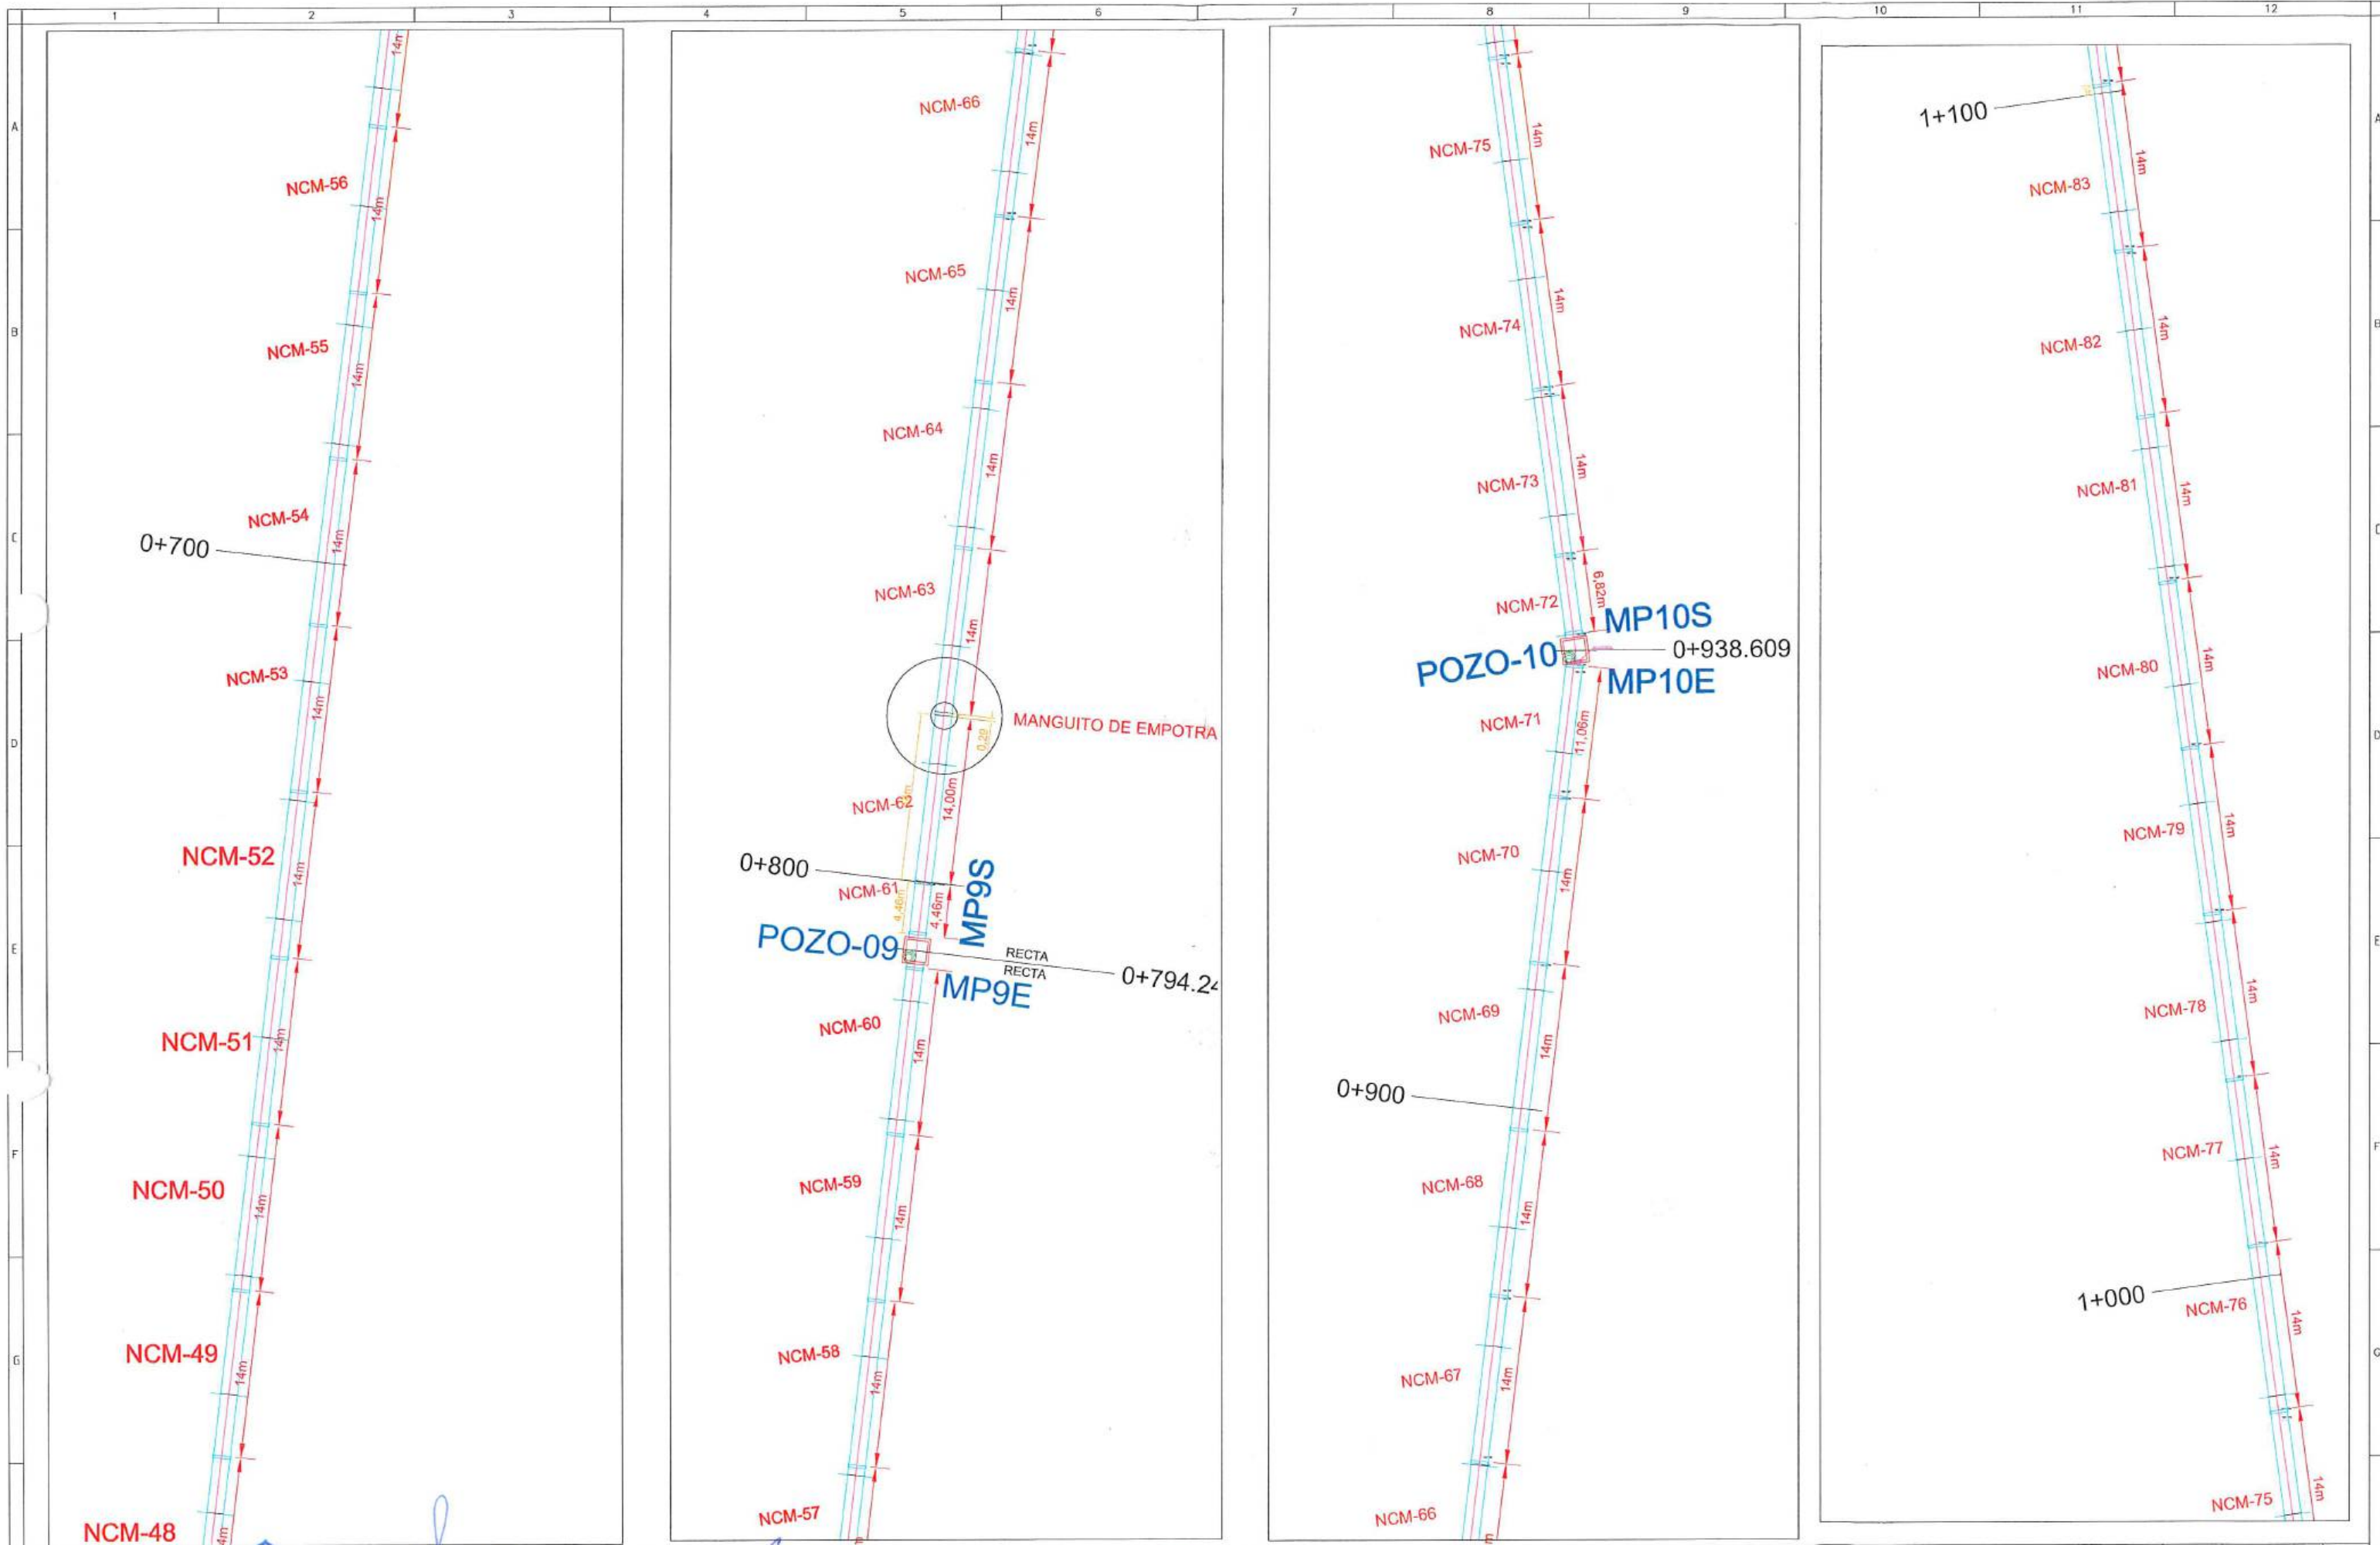 1 2 3 4 5 6 7 8 9 10 11 12
A
B
C
D
E
F
G
14m
NCM-56
14m
NCM-55
14m
NCM-54
0+700
14m
NCM-53
14m
NCM-52
14m
NCM-51
14m
NCM-50
14m
NCM-49
14m
NCM-48
NCM-66
14m
NCM-65
14m
NCM-64
14m
NCM-63
14m
MANGUITO DE EMPOTRA
0,29
NCM-62
14,00m
0+800
NCM-61
4,46m
4,46m
MP9S
POZO-09
RECTA
RECTA
0+794.24
MP9E
NCM-60
14m
NCM-59
14m
NCM-58
14m
NCM-57
NCM-75
14m
NCM-74
14m
NCM-73
14m
NCM-72
6,82m
MP10S
POZO-10
0+938.609
MP10E
NCM-71
11,06m
NCM-70
14m
NCM-69
14m
0+900
NCM-68
14m
NCM-67
14m
NCM-66
1+100
NCM-83
14m
NCM-82
14m
NCM-81
14m
NCM-80
14m
NCM-79
14m
NCM-78
14m
NCM-77
14m
1+000
NCM-76
14m
NCM-75
14m
A
B
E
F